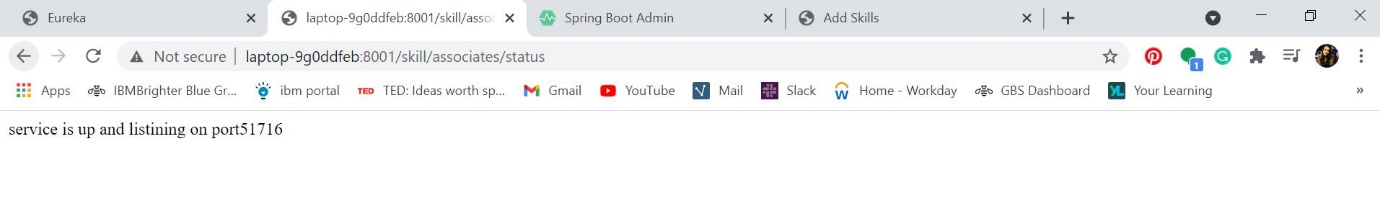 Eureka
laptop-9g0ddfeb:8001/skill/asso
Spring Boot Admin
Add Skills
Not secure laptop-9g0ddfeb:8001/skill/associates/status
1
Apps IBMBrighter Blue Gr... ibm portal TED TED: Ideas worth sp... Gmail YouTube Mail Slack Home - Workday GBS Dashboard YL Your Learning »
service is up and listining on port51716